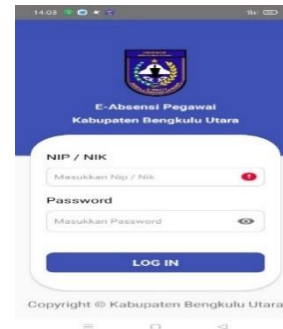 14.03
E-Absensi Pegawai
Kabupaten Bengkulu Utara
NIP / NIK
Masukkan Nip / Nik
Password
Masukkan Password
LOG IN
Copyright © Kabupaten Bengkulu Utara